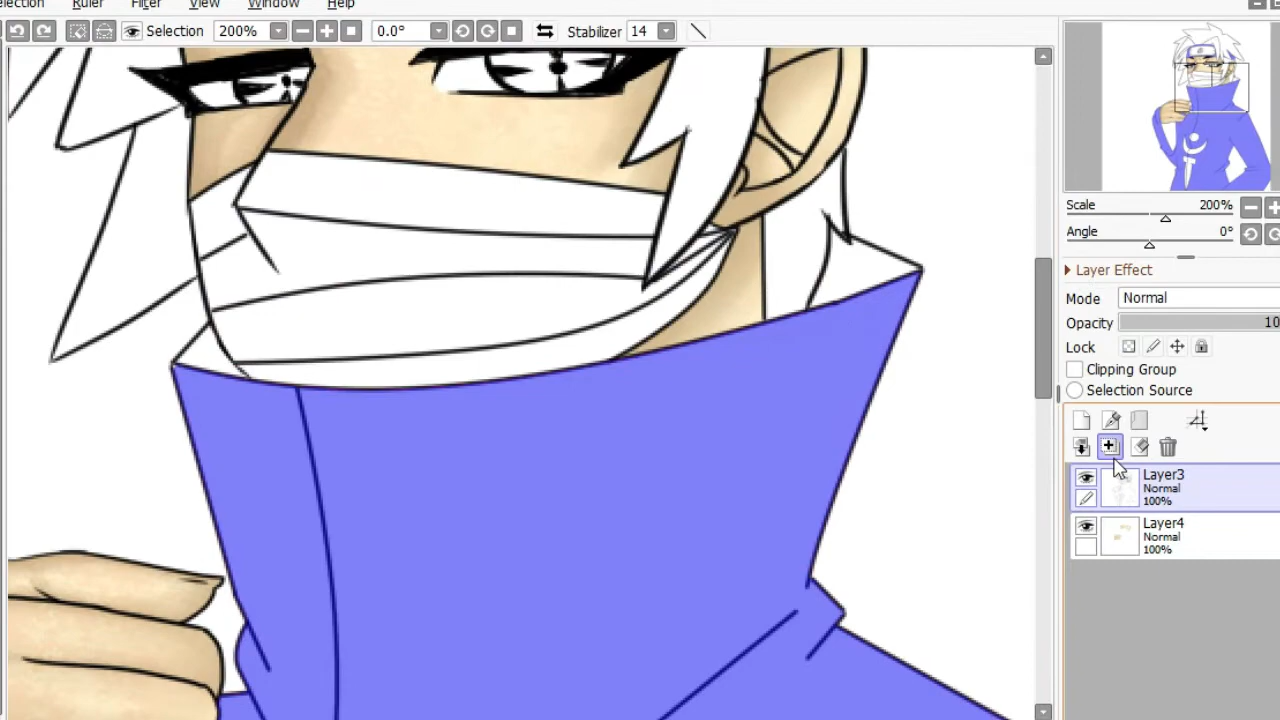 election Ruler Filter View Window Help
Selection 200% 0.0° Stabilizer 14
Scale 200%
Angle 0°
Layer Effect
Mode Normal
Opacity 10
Lock
Clipping Group
Selection Source
Layer3
Normal
100%
Layer4
Normal
100%